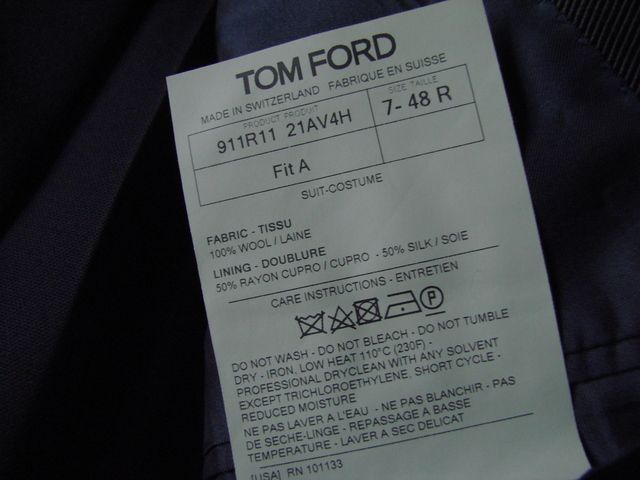 TOM FORD
MADE IN SWITZERLAND FABRIQUE EN SUISSE
PRODUCT PRODUIT SIZE TAILLE
911R11 21AV4H 7- 48 R
Fit A
SUIT-COSTUME
FABRIC - TISSU
100% WOOL / LAINE
LINING - DOUBLURE
50% RAYON CUPRO / CUPRO - 50% SILK / SOIE
CARE INSTRUCTIONS - ENTRETIEN
P
DO NOT WASH - DO NOT BLEACH - DO NOT TUMBLE
DRY - IRON, LOW HEAT 110°C (230F) -
PROFESSIONAL DRYCLEAN WITH ANY SOLVENT
EXCEPT TRICHLOROETHYLENE, SHORT CYCLE -
REDUCED MOISTURE
NE PAS LAVER A L'EAU - NE PAS BLANCHIR - PAS
DE SECHE-LINGE - REPASSAGE A BASSE
TEMPERATURE - LAVER A SEC DELICAT
[USA] RN 101133